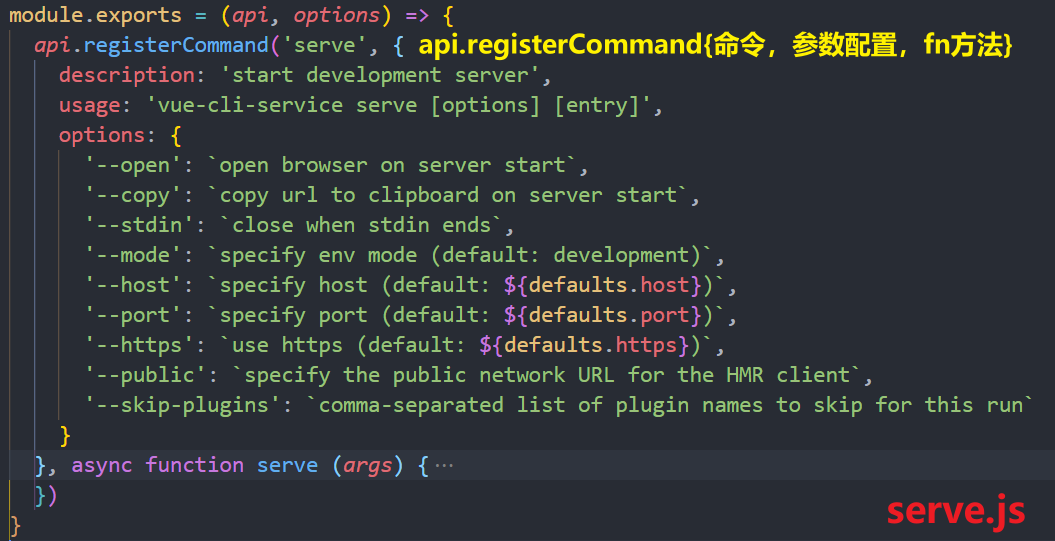 module.exports = (api, options) => {
  api.registerCommand('serve', { api.registerCommand{命令，参数配置，fn方法}
    description: 'start development server',
    usage: 'vue-cli-service serve [options] [entry]',
    options: {
      '--open': `open browser on server start`,
      '--copy': `copy url to clipboard on server start`,
      '--stdin': `close when stdin ends`,
      '--mode': `specify env mode (default: development)`,
      '--host': `specify host (default: ${defaults.host})`,
      '--port': `specify port (default: ${defaults.port})`,
      '--https': `use https (default: ${defaults.https})`,
      '--public': `specify the public network URL for the HMR client`,
      '--skip-plugins': `comma-separated list of plugin names to skip for this run`
    }
  }, async function serve (args) {···
  })
serve.js
}